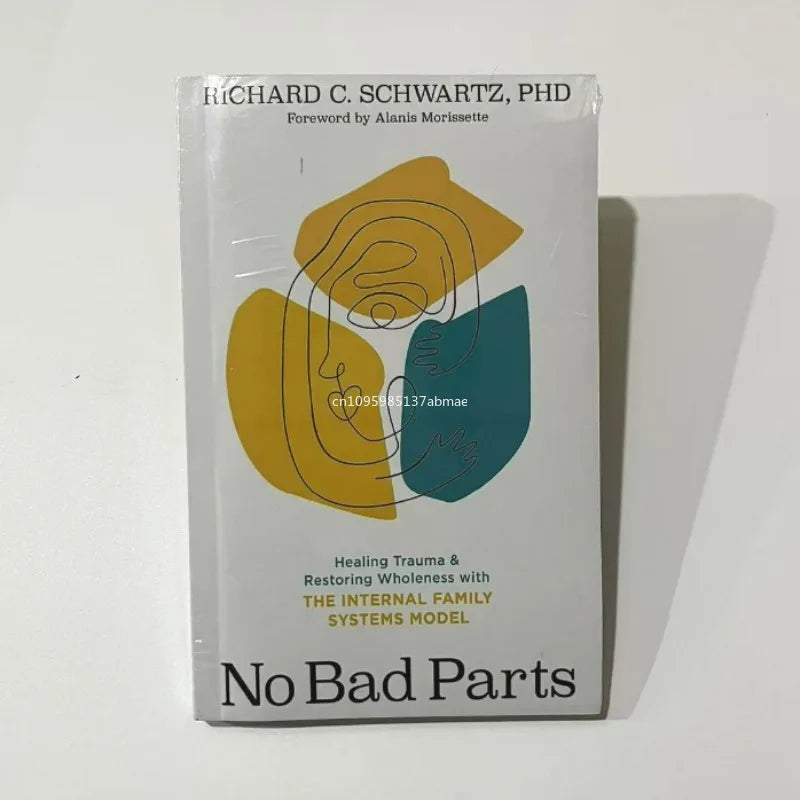 RICHARD C. SCHWARTZ, PHD
Foreword by Alanis Morissette
cn1095985137abmae
Healing Trauma &
Restoring Wholeness with
THE INTERNAL FAMILY
SYSTEMS MODEL
No Bad Parts